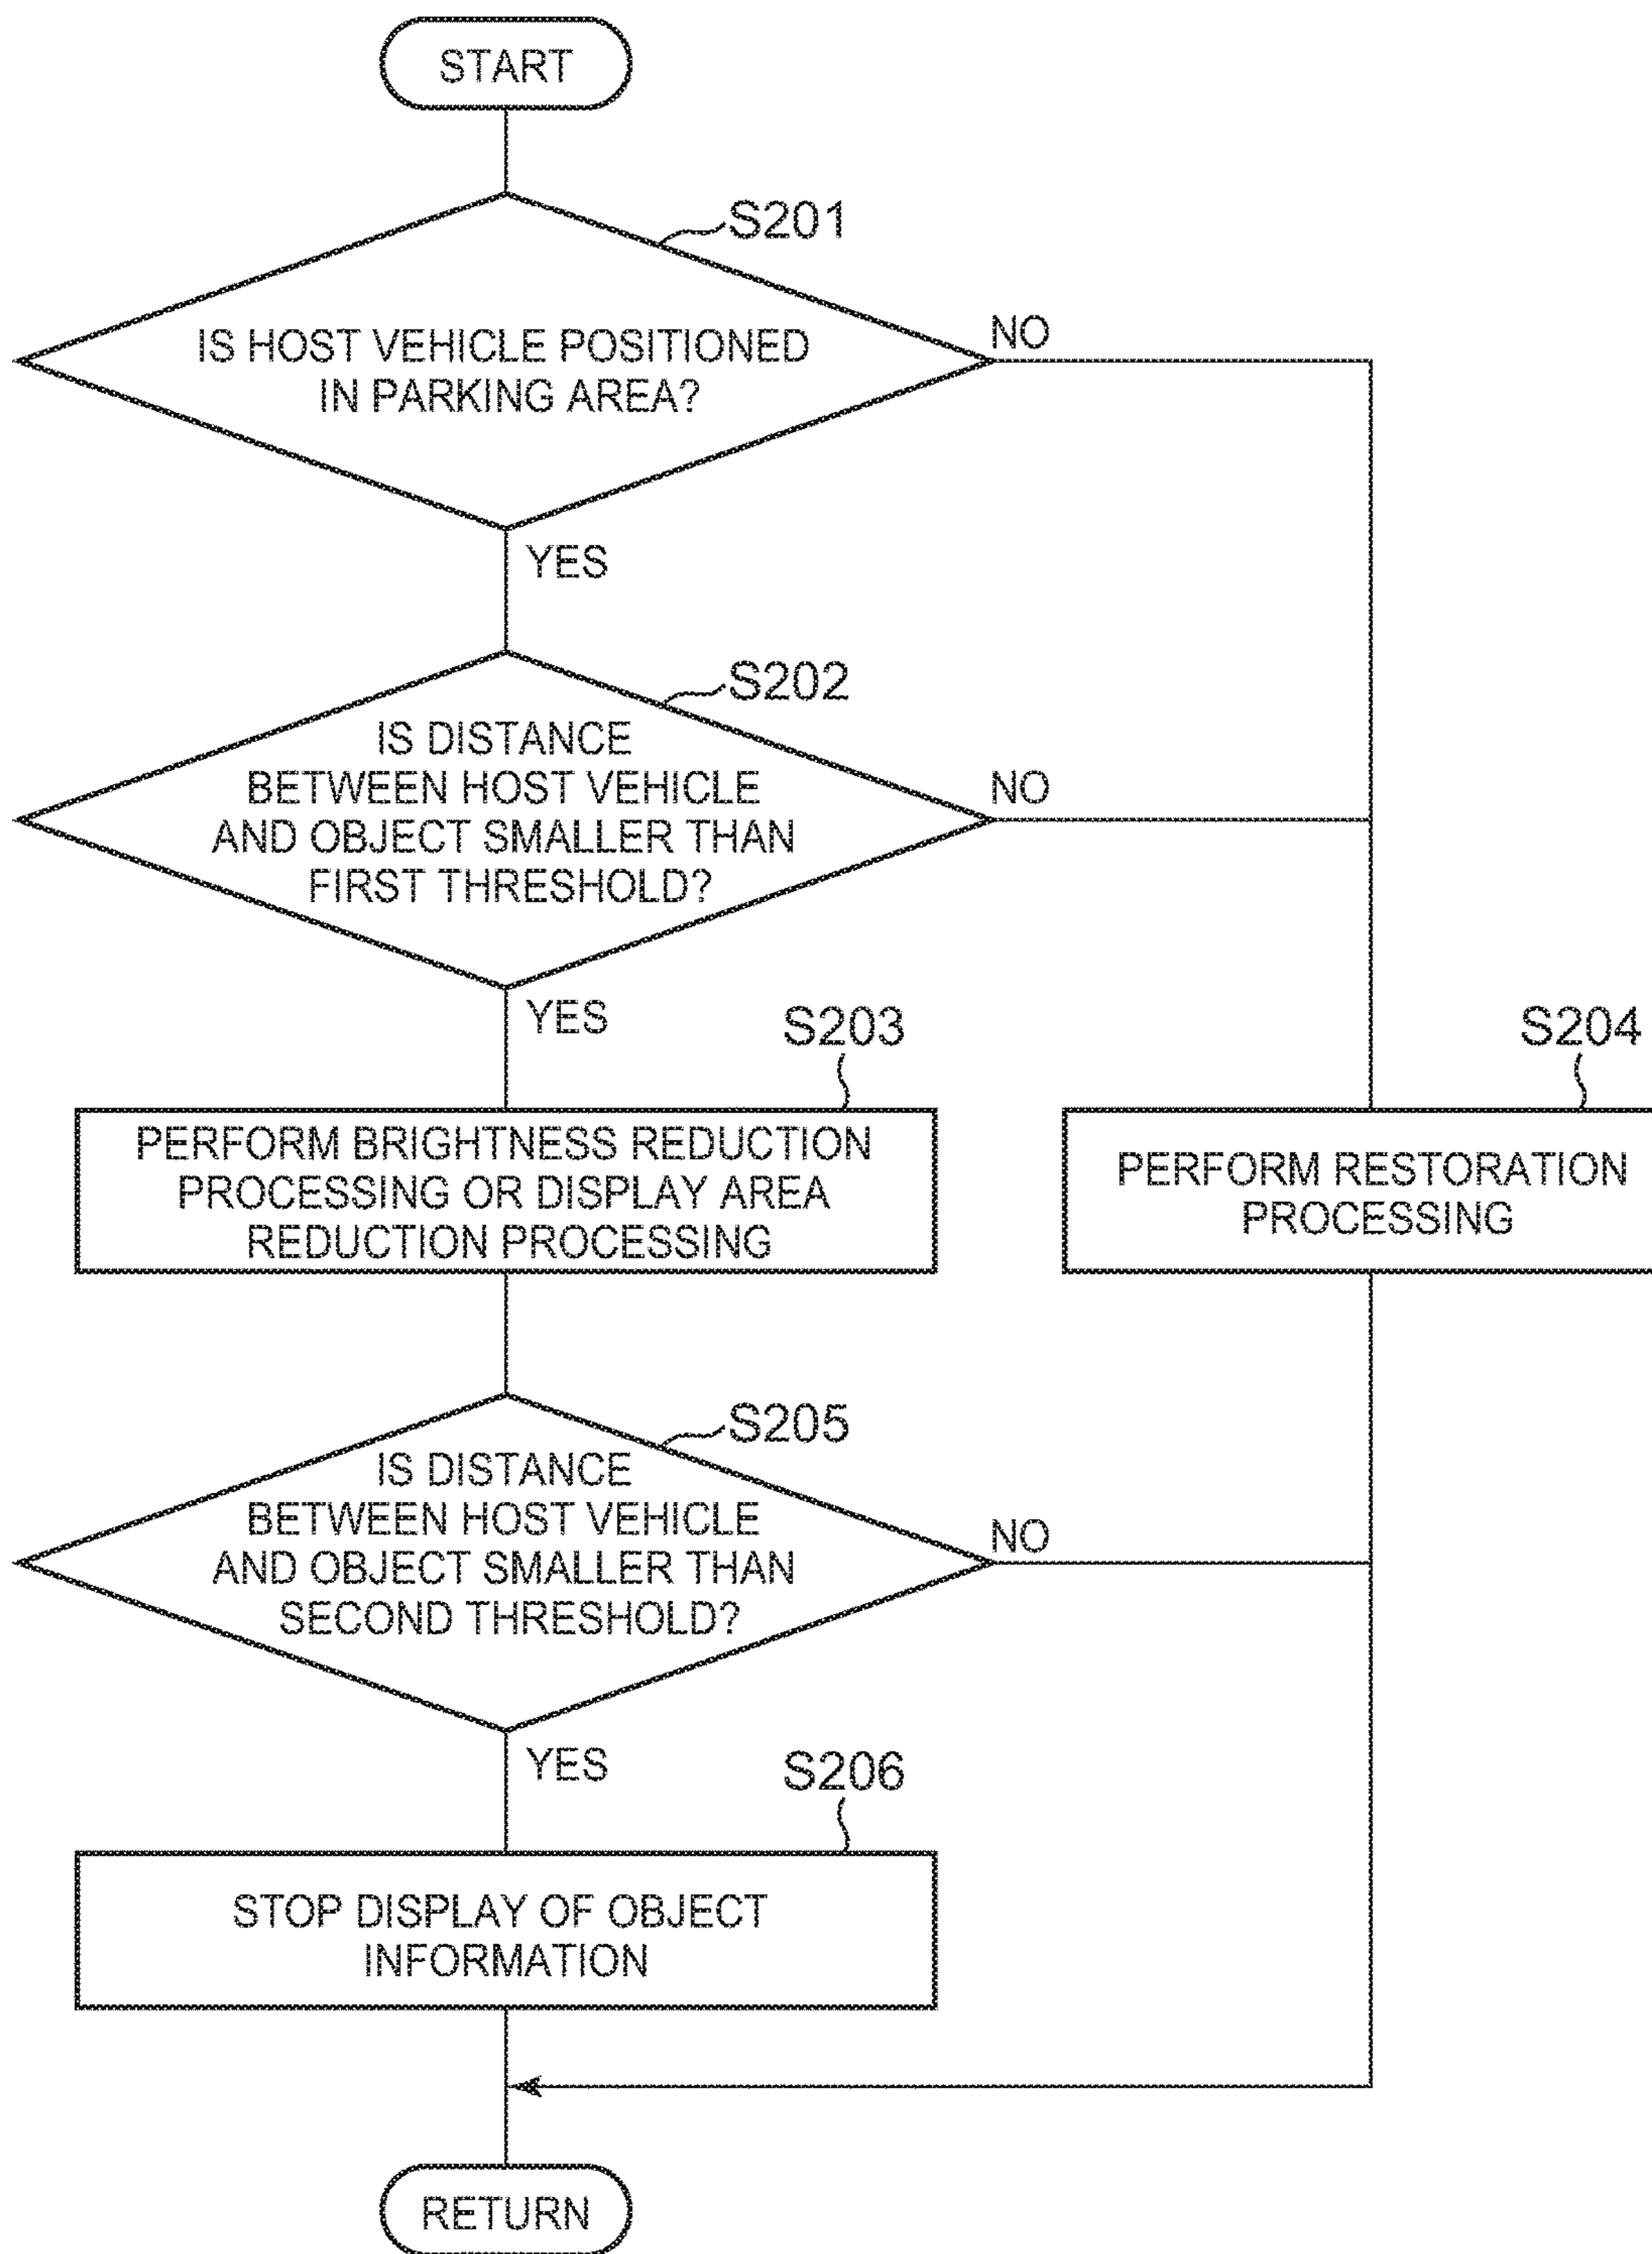 START
S201
IS HOST VEHICLE POSITIONED
IN PARKING AREA?
NO
YES
S202
IS DISTANCE
BETWEEN HOST VEHICLE
AND OBJECT SMALLER THAN
FIRST THRESHOLD?
NO
YES
S203
PERFORM BRIGHTNESS REDUCTION
PROCESSING OR DISPLAY AREA
REDUCTION PROCESSING
S204
PERFORM RESTORATION
PROCESSING
S205
IS DISTANCE
BETWEEN HOST VEHICLE
AND OBJECT SMALLER THAN
SECOND THRESHOLD?
NO
YES
S206
STOP DISPLAY OF OBJECT
INFORMATION
RETURN